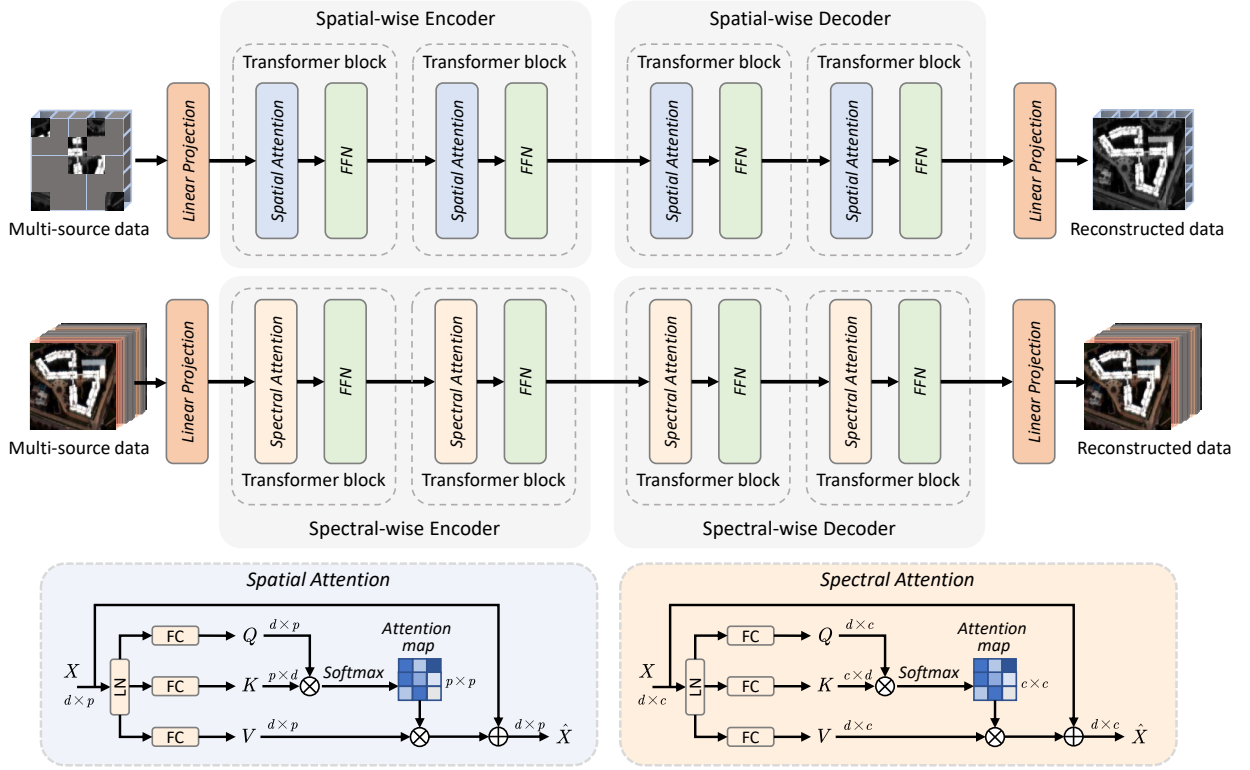 Spatial-wise Encoder
Spatial-wise Decoder
Transformer block
Transformer block
Transformer block
Transformer block
Multi-source data
Linear Projection
Spatial Attention
FFN
Spatial Attention
FFN
Spatial Attention
FFN
Spatial Attention
FFN
Linear Projection
Reconstructed data
Multi-source data
Linear Projection
Spectral Attention
FFN
Spectral Attention
FFN
Spectral Attention
FFN
Spectral Attention
FFN
Linear Projection
Reconstructed data
Transformer block
Transformer block
Transformer block
Transformer block
Spectral-wise Encoder
Spectral-wise Decoder
Spatial Attention
X
d × p
LN
FC
Q
d × p
FC
K
p × d
Softmax
Attention
map
p × p
FC
V
d × p
d × p
X̂
Spectral Attention
X
d × c
LN
FC
Q
d × c
FC
K
c × d
Softmax
Attention
map
c × c
FC
V
d × c
d × c
X̂